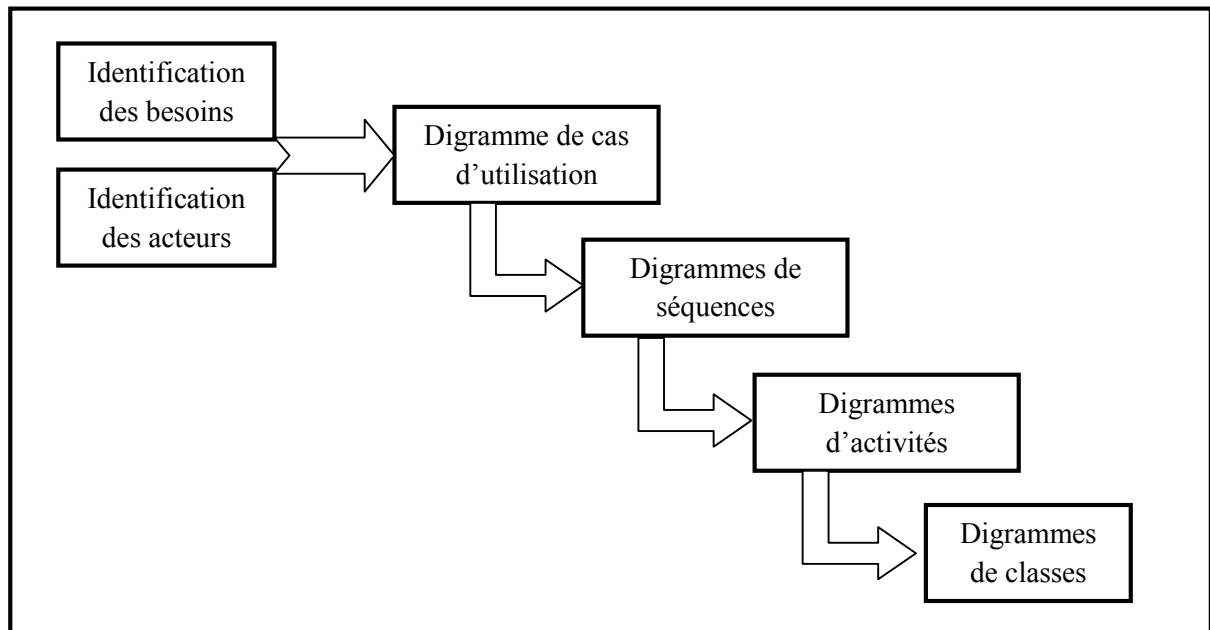 Identification
des besoins
Identification
des acteurs
Digramme de cas
d’utilisation
Digrammes de
séquences
Digrammes
d’activités
Digrammes
de classes